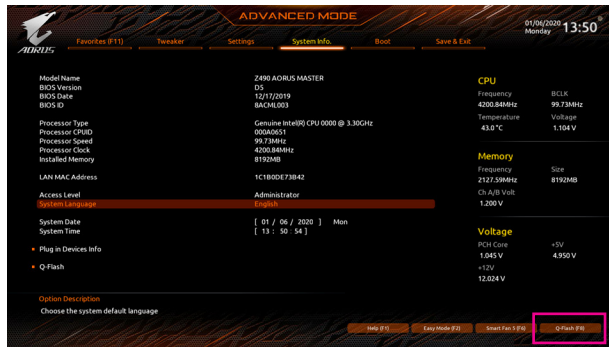 ADVANCED MODE
01/06/2020 Monday 13:50
AORUS
Favorites (F11) Tweaker Settings System Info. Boot Save & Exit
Model Name Z490 AORUS MASTER
BIOS Version D5
BIOS Date 12/17/2019
BIOS ID 8ACML003
Processor Type Genuine Intel(R) CPU 0000 @ 3.30GHz
Processor CPUID 000A0651
Processor Speed 99.73MHz
Processor Clock 4200.84MHz
Installed Memory 8192MB
LAN MAC Address 1C1B0DE73B42
Access Level Administrator
System Language English
System Date [ 01 / 06 / 2020 ] Mon
System Time [ 13 : 50 : 54 ]
Plug in Devices Info
Q-Flash
Option Description
Choose the system default language
CPU
Frequency BCLK
4200.84MHz 99.73MHz
Temperature Voltage
43.0 °C 1.104 V
Memory
Frequency Size
2127.59MHz 8192MB
Ch A/B Volt
1.200 V
Voltage
PCH Core +5V
1.045 V 4.950 V
+12V
12.024 V
Help (F1) Easy Mode (F2) Smart Fan 5 (F6) Q-Flash (F8)